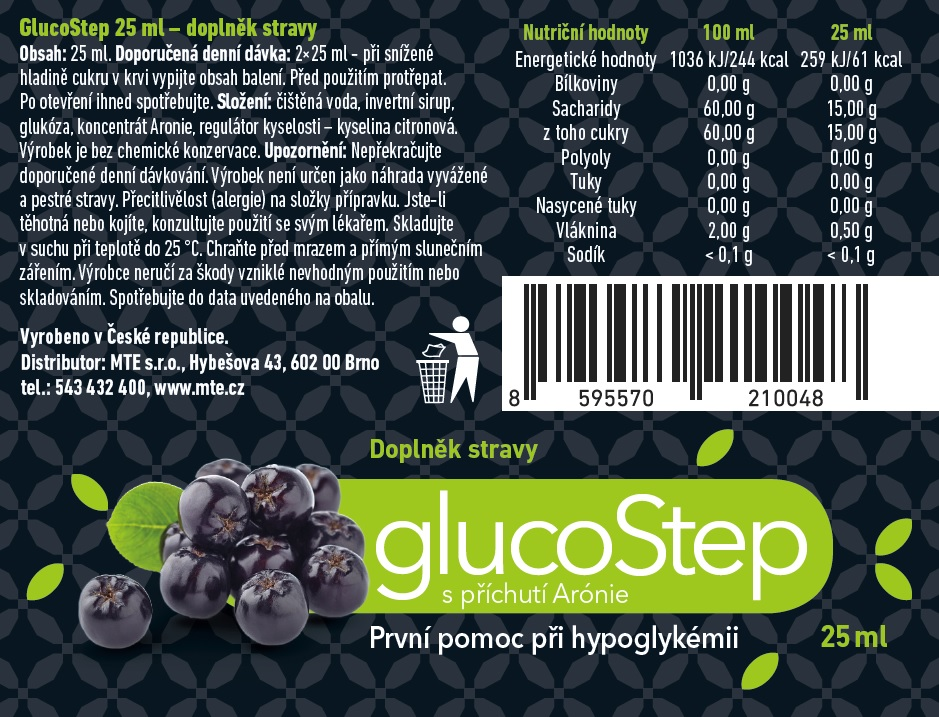 GlucoStep 25 ml – doplněk stravy
Obsah: 25 ml. Doporučená denní dávka: 2×25 ml - při snížené
hladině cukru v krvi vypijte obsah balení. Před použitím protřepat.
Po otevření ihned spotřebujte. Složení: čištěná voda, invertní sirup,
glukóza, koncentrát Aronie, regulátor kyselosti – kyselina citronová.
Výrobek je bez chemické konzervace. Upozornění: Nepřekračujte
doporučené denní dávkování. Výrobek není určen jako náhrada vyvážené
a pestré stravy. Přecitlivělost (alergie) na složky přípravku. Jste-li
těhotná nebo kojíte, konzultujte použití se svým lékařem. Skladujte
v suchu při teplotě do 25 °C. Chraňte před mrazem a přímým slunečním
zářením. Výrobce neručí za škody vzniklé nevhodným použitím nebo
skladováním. Spotřebujte do data uvedeného na obalu.
Vyrobeno v České republice.
Distributor: MTE s.r.o., Hybešova 43, 602 00 Brno
tel.: 543 432 400, www.mte.cz
Nutriční hodnoty 100 ml 25 ml
Energetické hodnoty 1036 kJ/244 kcal 259 kJ/61 kcal
Bílkoviny 0,00 g 0,00 g
Sacharidy 60,00 g 15,00 g
z toho cukry 60,00 g 15,00 g
Polyoly 0,00 g 0,00 g
Tuky 0,00 g 0,00 g
Nasycené tuky 0,00 g 0,00 g
Vláknina 2,00 g 0,50 g
Sodík < 0,1 g < 0,1 g
8 595570 210048
Doplněk stravy
glucoStep
s příchutí Arónie
První pomoc při hypoglykémii
25 ml